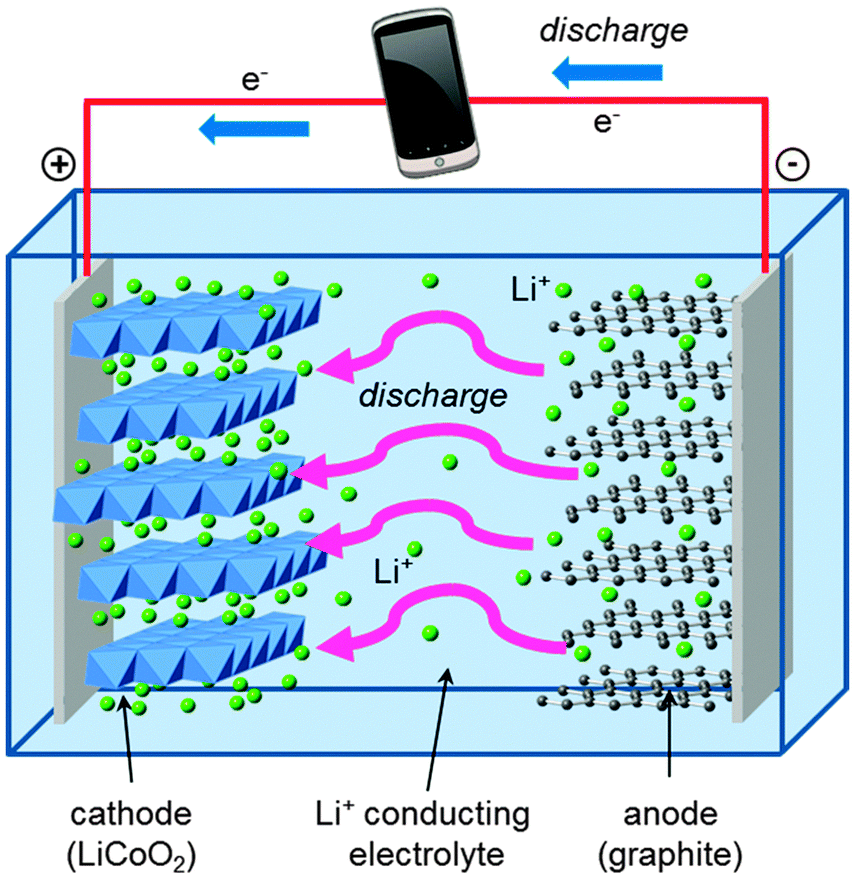 discharge
e⁻
e⁻
+
-
Li⁺
discharge
Li⁺
cathode
(LiCoO₂)
Li⁺ conducting
electrolyte
anode
(graphite)